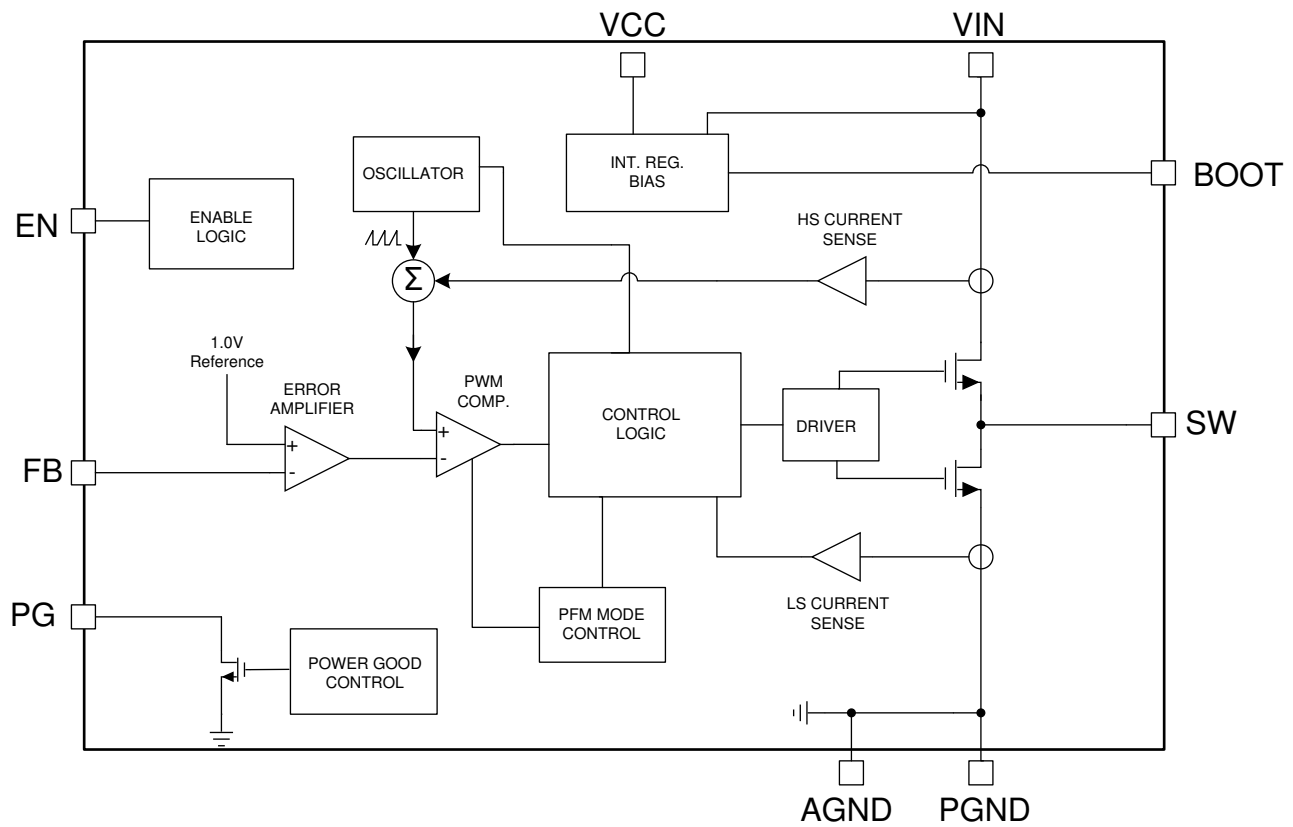 VCC
VIN
OSCILLATOR
INT. REG.
BIAS
BOOT
EN
ENABLE
LOGIC
HS CURRENT
SENSE
Σ
1.0V
Reference
ERROR
AMPLIFIER
PWM
COMP.
CONTROL
LOGIC
DRIVER
SW
+
-
+
-
FB
LS CURRENT
SENSE
PG
PFM MODE
CONTROL
POWER GOOD
CONTROL
AGND
PGND